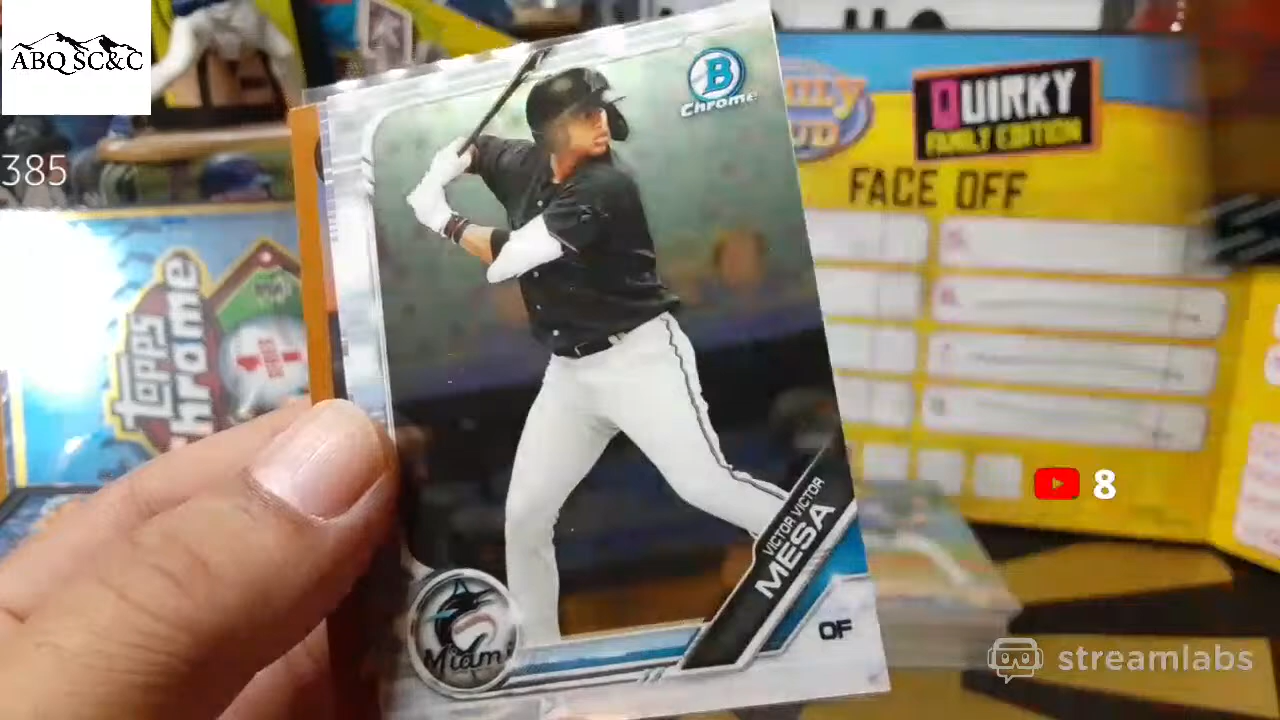 ABQ SC&C
385
B
Chrome
QUIRKY
FAMILY EDITION
FACE OFF
topps
chrome
VICTOR VICTOR
MESA
OF
Miami
8
streamlabs